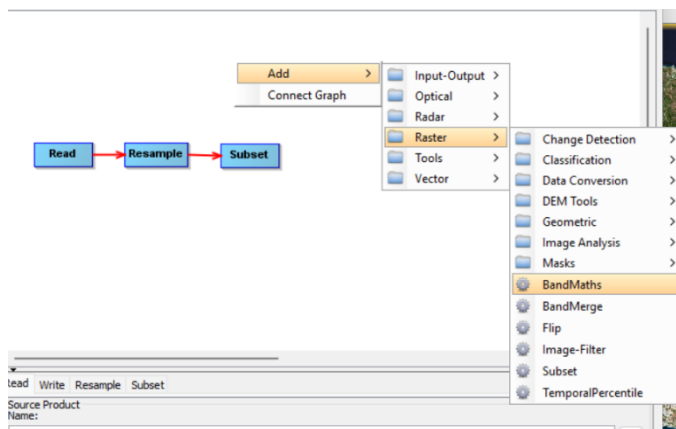 Add
Connect Graph
Input-Output
Optical
Radar
Raster
Tools
Vector
Change Detection
Classification
Data Conversion
DEM Tools
Geometric
Image Analysis
Masks
BandMaths
BandMerge
Flip
Image-Filter
Subset
TemporalPercentile
Read Resample Subset
Read Write Resample Subset
Source Product
Name: